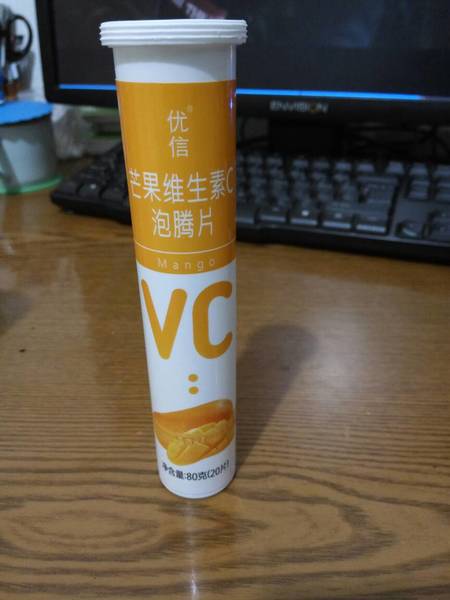 ENVISION
优信®
芒果维生素C
泡腾片
Mango
VC
净含量:80克(20片)